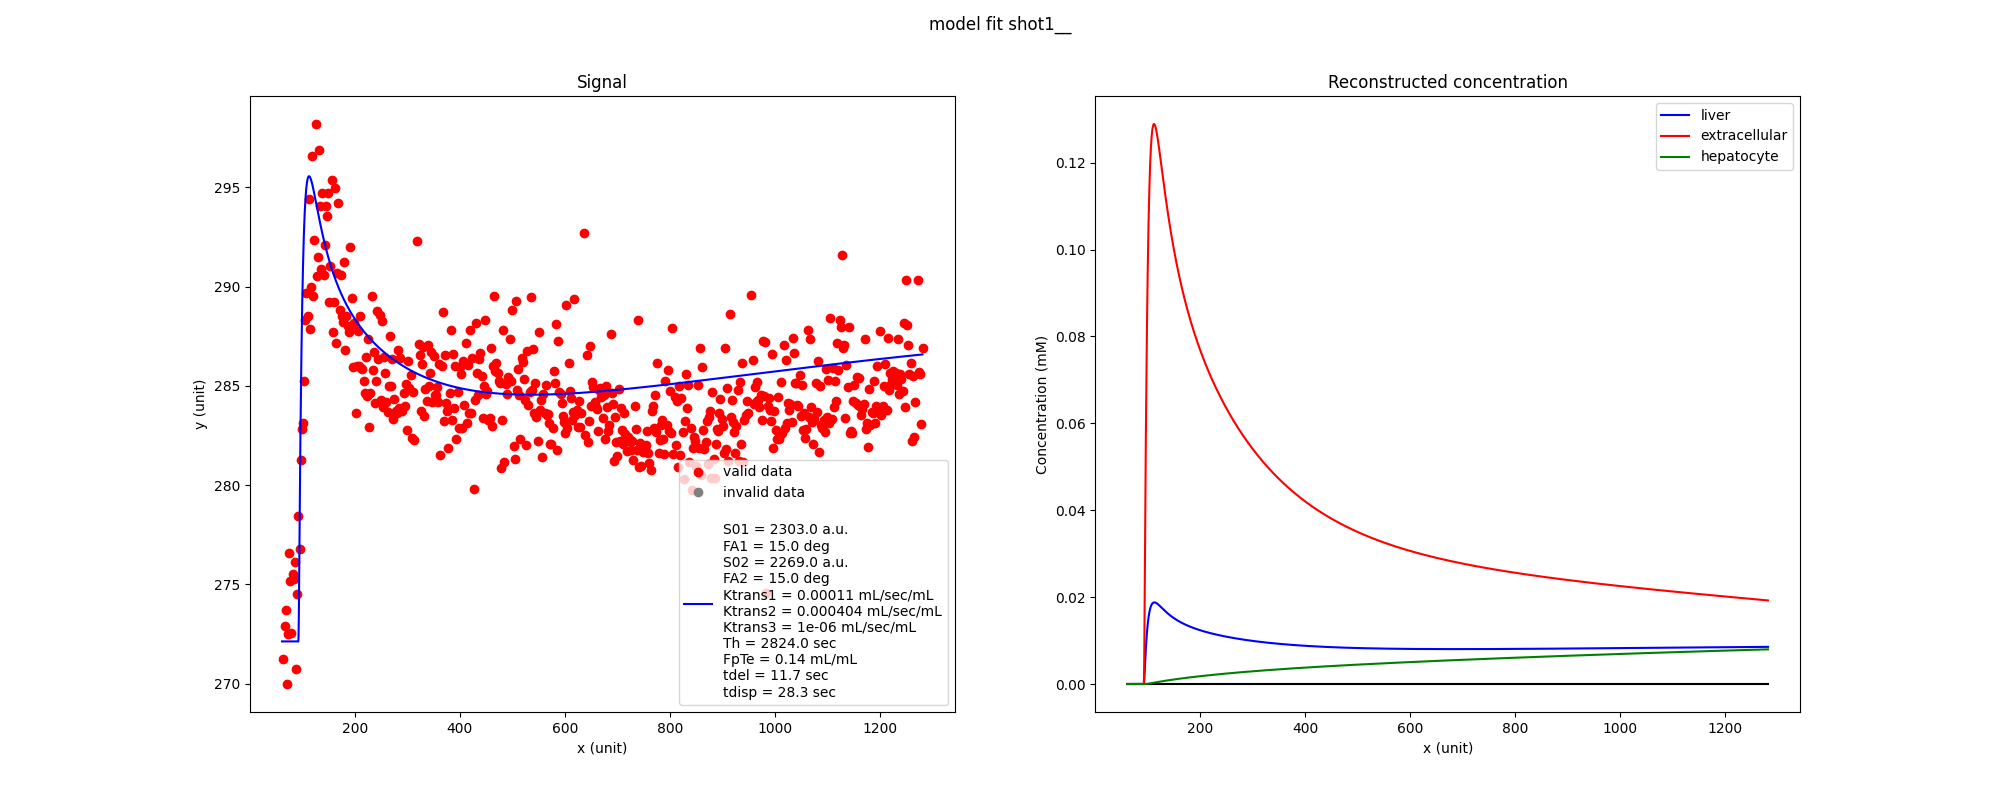 model fit shot1__
Signal
y (unit)
295
290
285
280
275
270
200
400
600
800
1000
1200
x (unit)
valid data
invalid data
S01 = 2303.0 a.u.
FA1 = 15.0 deg
S02 = 2269.0 a.u.
FA2 = 15.0 deg
Ktrans1 = 0.00011 mL/sec/mL
Ktrans2 = 0.000404 mL/sec/mL
Ktrans3 = 1e-06 mL/sec/mL
Th = 2824.0 sec
FpTe = 0.14 mL/mL
tdel = 11.7 sec
tdisp = 28.3 sec
Reconstructed concentration
Concentration (mM)
0.12
0.10
0.08
0.06
0.04
0.02
0.00
200
400
600
800
1000
1200
x (unit)
liver
extracellular
hepatocyte